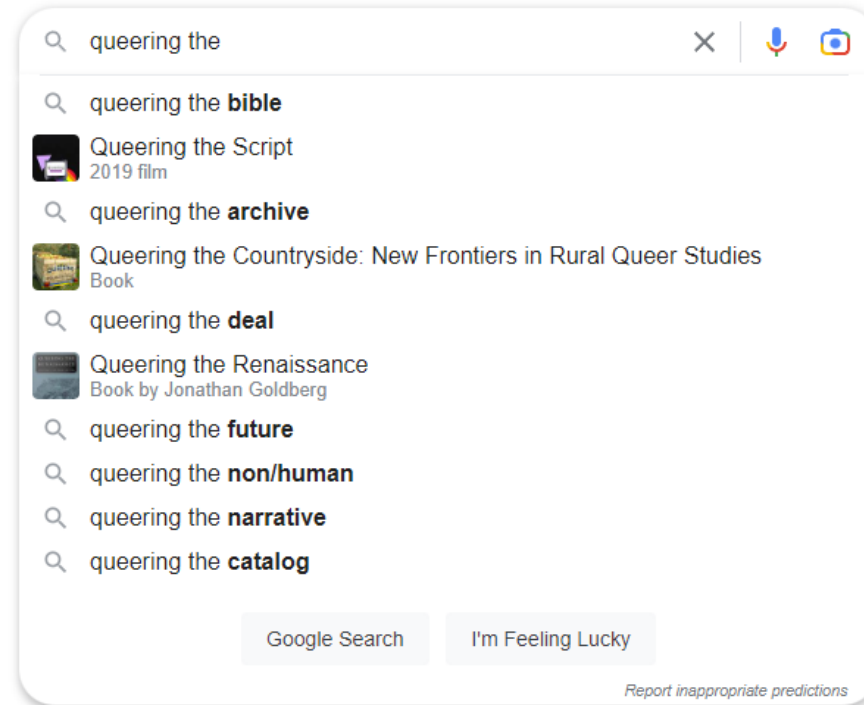 queering the
queering the bible
Queering the Script
2019 film
queering the archive
Queering the Countryside: New Frontiers in Rural Queer Studies
Book
queering the deal
Queering the Renaissance
Book by Jonathan Goldberg
queering the future
queering the non/human
queering the narrative
queering the catalog
Google Search
I'm Feeling Lucky
Report inappropriate predictions